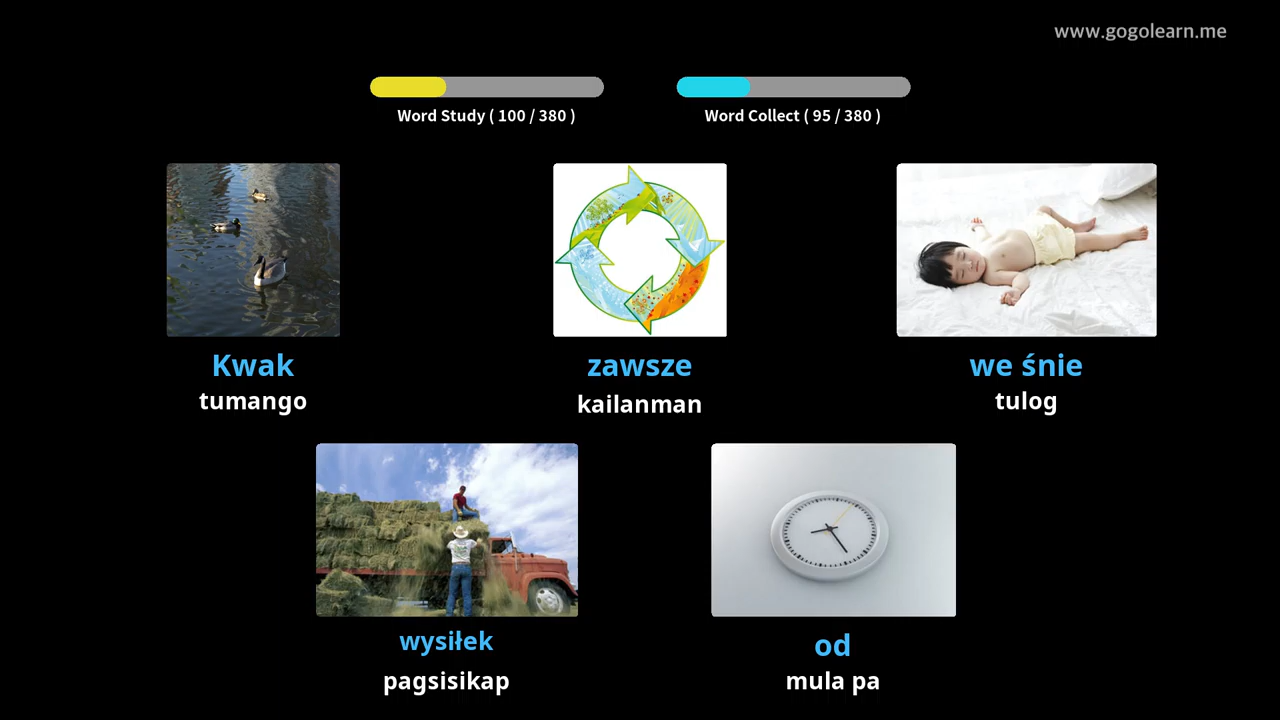 www.gogolearn.me
Word Study ( 100 / 380 )
Word Collect ( 95 / 380 )
Kwak
tumango
zawsze
kailanman
we śnie
tulog
wysiłek
pagsisikap
od
mula pa